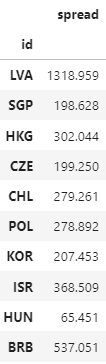 spread
id
LVA 1318.959
SGP 198.628
HKG 302.044
CZE 199.250
CHL 279.261
POL 278.892
KOR 207.453
ISR 368.509
HUN 65.451
BRB 537.051